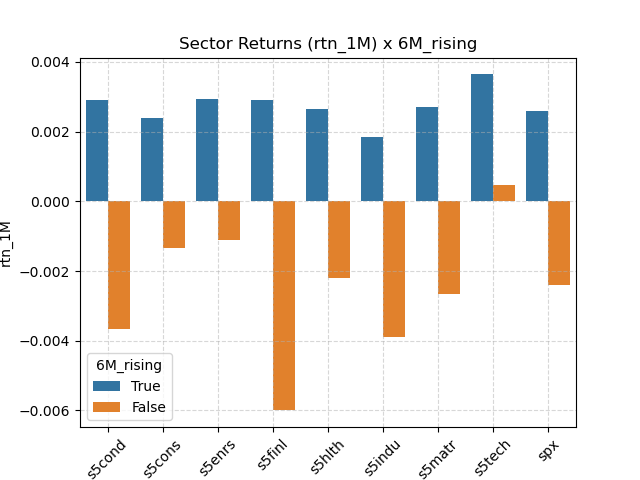 Sector Returns (rtn_1M) x 6M_rising
0.004
0.002
0.000
−0.002
−0.004
−0.006
rtn_1M
6M_rising
True
False
s5cond
s5cons
s5enrs
s5finl
s5hlth
s5indu
s5matr
s5tech
spx